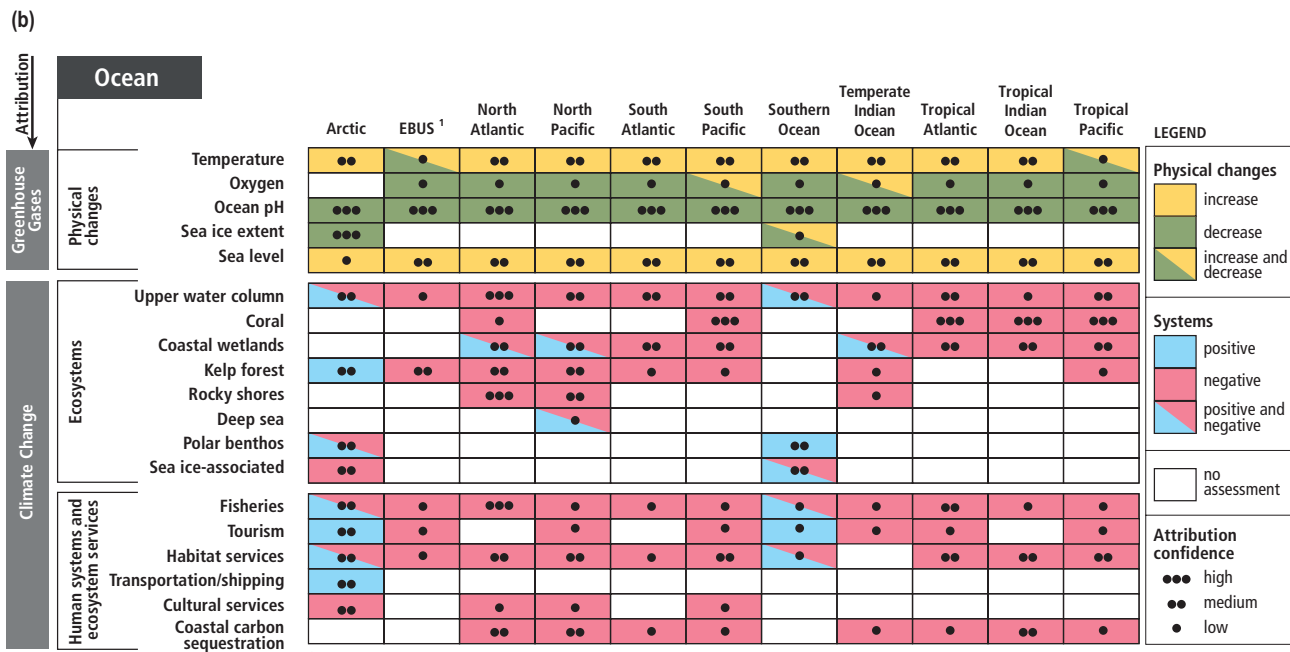 (b)
Attribution
Ocean
Arctic
EBUS 1
North
Atlantic
North
Pacific
South
Atlantic
South
Pacific
Southern
Ocean
Temperate
Indian
Ocean
Tropical
Atlantic
Tropical
Indian
Ocean
Tropical
Pacific
Greenhouse
Gases
Physical
changes
Temperature
Oxygen
Ocean pH
Sea ice extent
Sea level
Climate Change
Ecosystems
Upper water column
Coral
Coastal wetlands
Kelp forest
Rocky shores
Deep sea
Polar benthos
Sea ice-associated
Human systems and
ecosystem services
Fisheries
Tourism
Habitat services
Transportation/shipping
Cultural services
Coastal carbon
sequestration
LEGEND
Physical changes
increase
decrease
increase and
decrease
Systems
positive
negative
positive and
negative
no
assessment
Attribution
confidence
high
medium
low